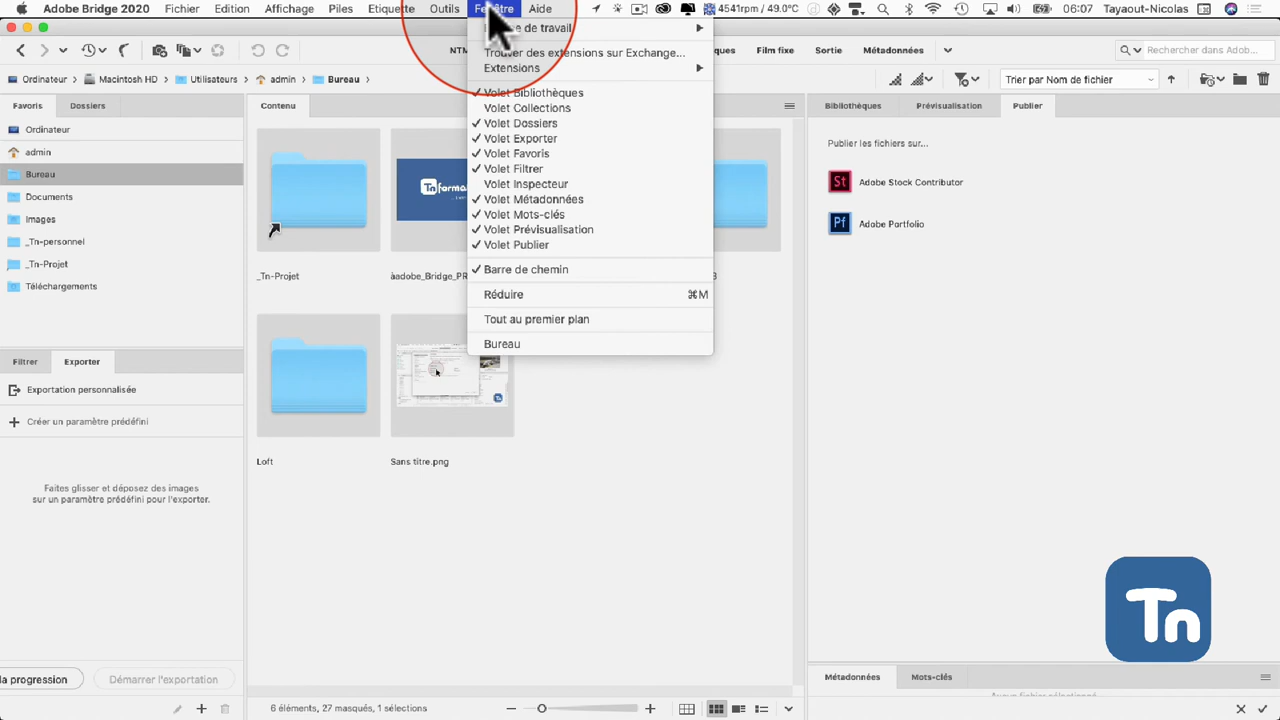 Adobe Bridge 2020 Fichier Edition Affichage Piles Etiquette Outils Fenêtre Aide 4541rpm / 49.0°C 06:07 Tayaout-Nicolas
Film fixe Sortie Métadonnées Rechercher dans Adob...
Ordinateur Macintosh HD Utilisateurs admin Bureau Trier par Nom de fichier
Favoris Dossiers
Ordinateur
admin
Bureau
Documents
Images
_Tn-personnel
_Tn-Projet
Téléchargements
Filtrer Exporter
Exportation personnalisée
Créer un paramètre prédéfini
Faites glisser et déposez des images
sur un paramètre prédéfini pour l'exporter.
la progression Démarrer l'exportation
Contenu
_Tn-Projet
àadobe_Bridge_PR
Loft
Sans titre.png
6 éléments, 27 masqués, 1 sélections
de travail
Trouver des extensions sur Exchange...
Extensions
Volet Bibliothèques
Volet Collections
Volet Dossiers
Volet Exporter
Volet Favoris
Volet Filtrer
Volet Inspecteur
Volet Métadonnées
Volet Mots-clés
Volet Prévisualisation
Volet Publier
Barre de chemin
Réduire ⌘M
Tout au premier plan
Bureau
Bibliothèques Prévisualisation Publier
Publier les fichiers sur...
St Adobe Stock Contributor
Pf Adobe Portfolio
Tn
Métadonnées Mots-clés